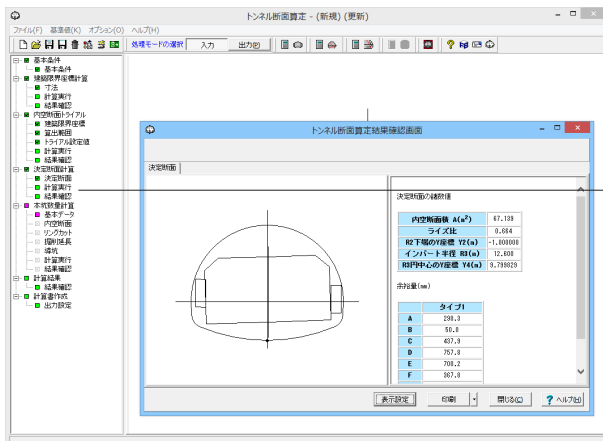 トンネル断面算定 - (新規) (更新)
ファイル(F) 基準値(K) オプション(O) ヘルプ(H)
処理モードの選択 入力 出力(P)
基本条件
基本条件
建築限界座標計算
寸法
計算実行
結果確認
内空断面トライアル
建築限界座標
算出範囲
トライアル設定値
計算実行
結果確認
決定断面計算
決定断面
計算実行
結果確認
本坑数量計算
基本データ
内空断面
リングカット
掘削延長
導坑
計算実行
結果確認
計算結果
結果確認
計算書作成
出力設定
トンネル断面算定結果確認画面
決定断面
決定断面の諸数値
内空断面積 A(m²) 67.139
ライズ比 0.684
R2下端のY座標 Y2(m) -1.800000
インバート半径 R3(m) 12.600
R3円中心のY座標 Y4(m) 9.799829
余裕量(mm)
タイプ1
A 298.3
B 50.0
C 437.9
D 757.8
E 708.2
F 367.8
表示設定 印刷 閉じる(C) ? ヘルプ(H)